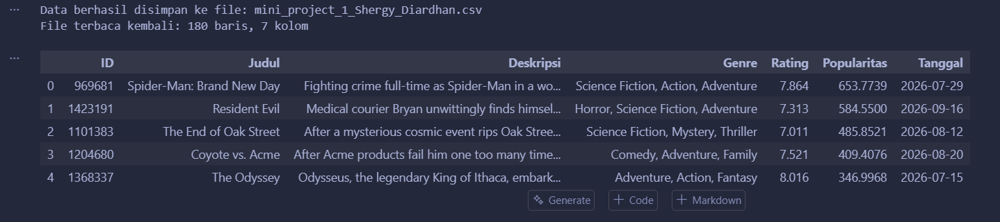 Data berhasil disimpan ke file: mini_project_1_Shergy_Diardhan.csv
File terbaca kembali: 180 baris, 7 kolom
ID Judul Deskripsi Genre Rating Popularitas Tanggal
0 969681 Spider-Man: Brand New Day Fighting crime full-time as Spider-Man in a wo... Science Fiction, Action, Adventure 7.864 653.7739 2026-07-29
1 1423191 Resident Evil Medical courier Bryan unwittingly finds himsel... Horror, Science Fiction, Adventure 7.313 584.5500 2026-09-16
2 1101383 The End of Oak Street After a mysterious cosmic event rips Oak Stree... Science Fiction, Mystery, Thriller 7.011 485.8521 2026-08-12
3 1204680 Coyote vs. Acme After Acme products fail him one too many time... Comedy, Adventure, Family 7.521 409.4076 2026-08-20
4 1368337 The Odyssey Odysseus, the legendary King of Ithaca, embark... Adventure, Action, Fantasy 8.016 346.9968 2026-07-15
Generate + Code + Markdown